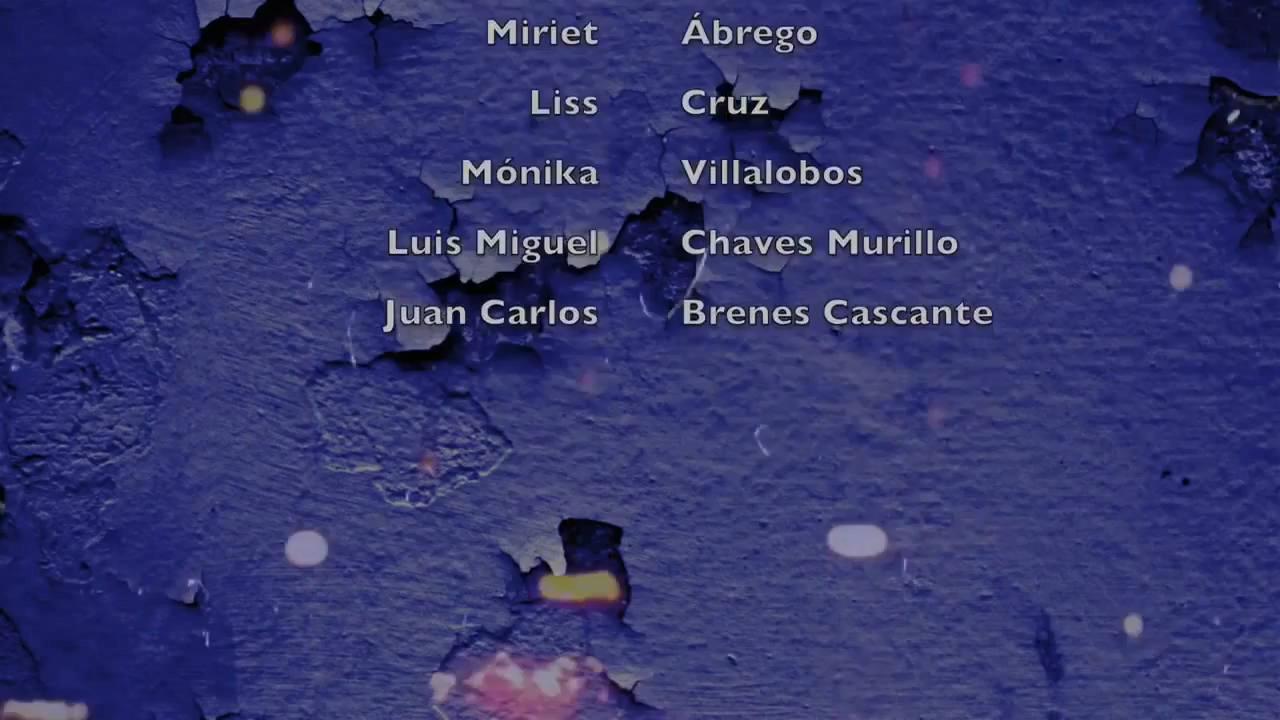 Miriet Ábrego
Liss Cruz
Mónika Villalobos
Luis Miguel Chaves Murillo
Juan Carlos Brenes Cascante